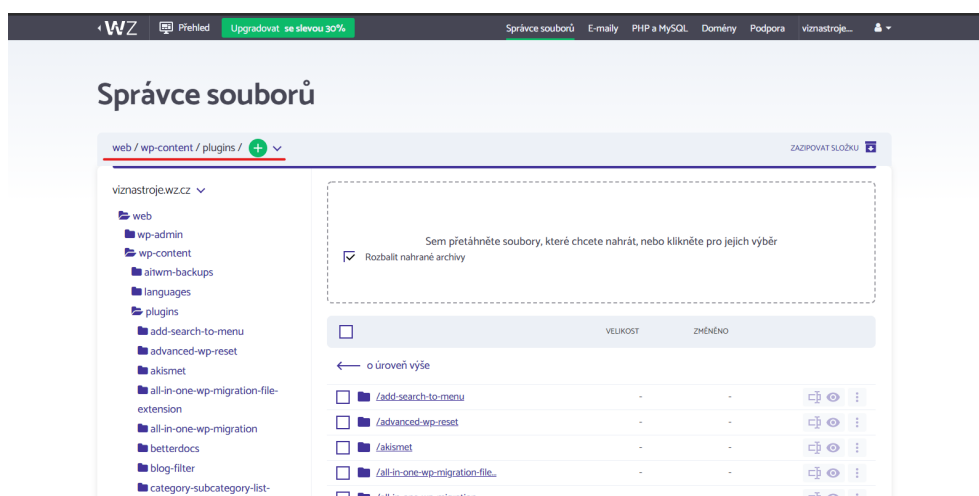 WZ Přehled Upgradovat se slevou 30% Správce souborů E-maily PHP a MySQL Domény Podpora viznastroje...
Správce souborů
web / wp-content / plugins / + ZAZIPOVAT SLOŽKU
viznastroje.wz.cz
web
wp-admin
wp-content
ai1wm-backups
languages
plugins
add-search-to-menu
advanced-wp-reset
akismet
all-in-one-wp-migration-file-
extension
all-in-one-wp-migration
betterdocs
blog-filter
category-subcategory-list-
Sem přetáhněte soubory, které chcete nahrát, nebo klikněte pro jejich výběr
Rozbalit nahrané archivy
VELIKOST ZMĚNĚNO
o úroveň výše
/add-search-to-menu - -
/advanced-wp-reset - -
/akismet - -
/all-in-one-wp-migration-file... - -